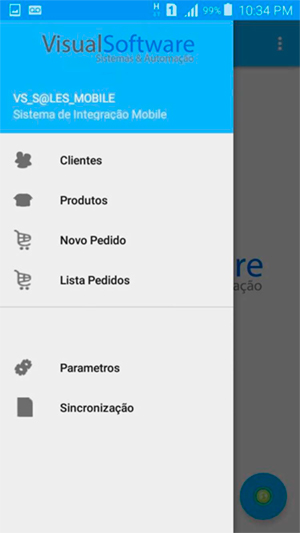 99% 10:34 PM
VisualSoftware
Sistemas & Automação
VS_S@LES_MOBILE
Sistema de Integração Mobile
Clientes
Produtos
Novo Pedido
re
ação
Lista Pedidos
Parametros
Sincronização